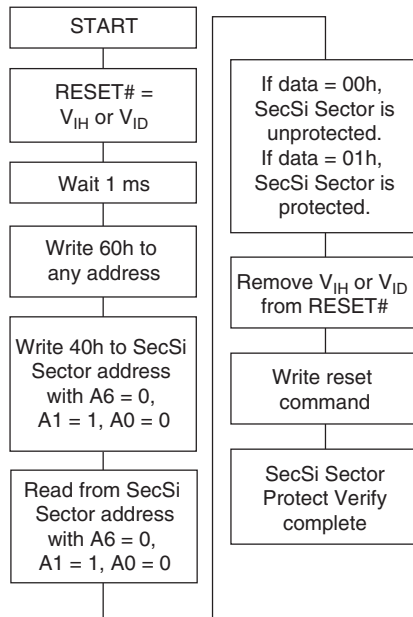 START
RESET# =
V_IH or V_ID
Wait 1 ms
Write 60h to
any address
Write 40h to SecSi
Sector address
with A6 = 0,
A1 = 1, A0 = 0
Read from SecSi
Sector address
with A6 = 0,
A1 = 1, A0 = 0
If data = 00h,
SecSi Sector is
unprotected.
If data = 01h,
SecSi Sector is
protected.
Remove V_IH or V_ID
from RESET#
Write reset
command
SecSi Sector
Protect Verify
complete